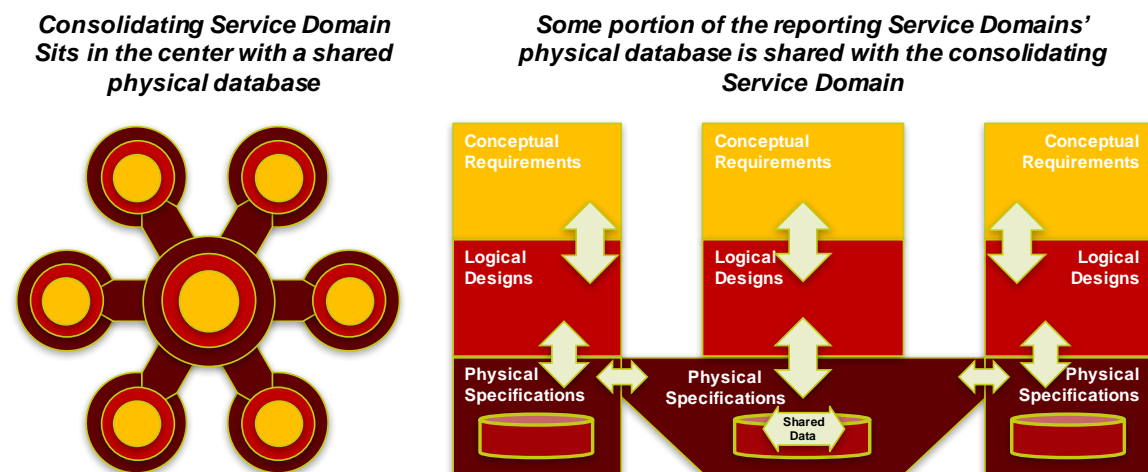 Consolidating Service Domain
Sits in the center with a shared
physical database
Some portion of the reporting Service Domains’
physical database is shared with the consolidating
Service Domain
Conceptual
Requirements
Conceptual
Requirements
Conceptual
Requirements
Logical
Designs
Logical
Designs
Logical
Designs
Physical
Specifications
Physical
Specifications
Physical
Specifications
Shared
Data